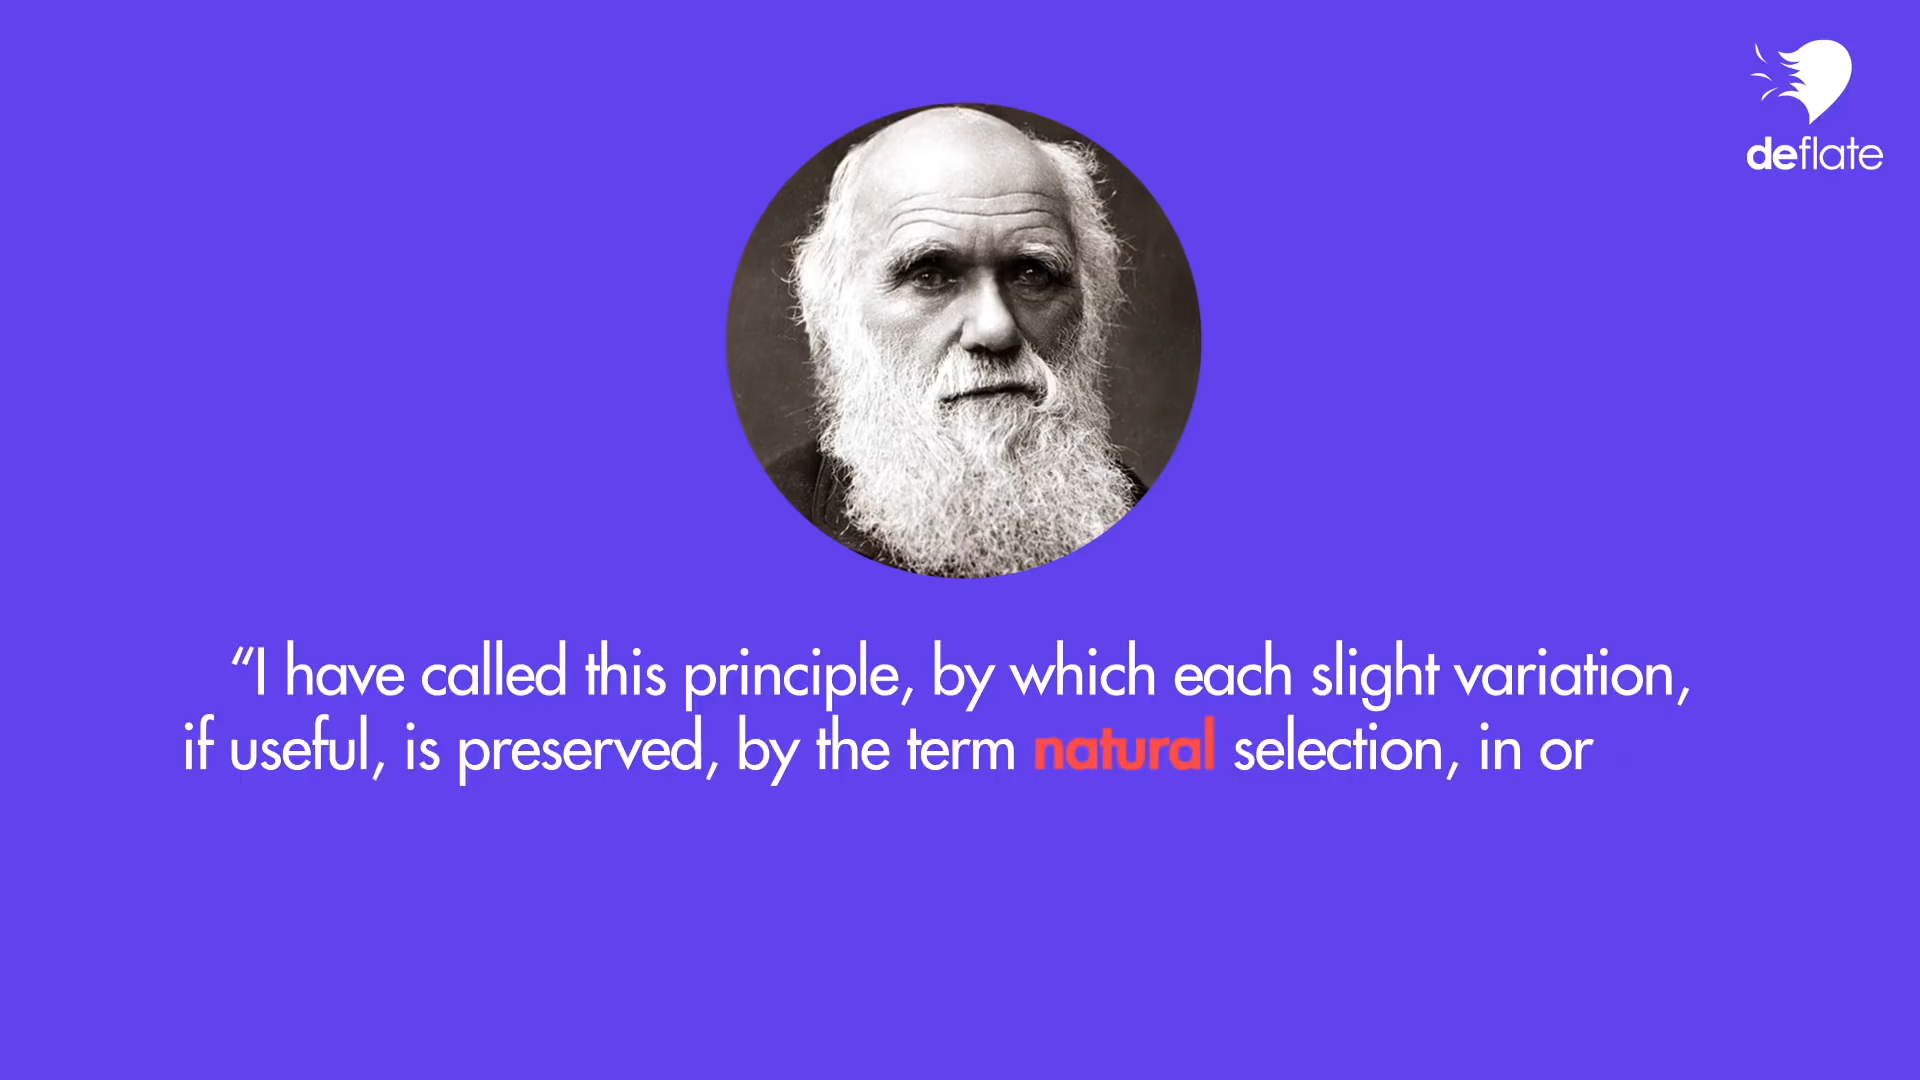 deflate
“I have called this principle, by which each slight variation,
if useful, is preserved, by the term natural selection, in or